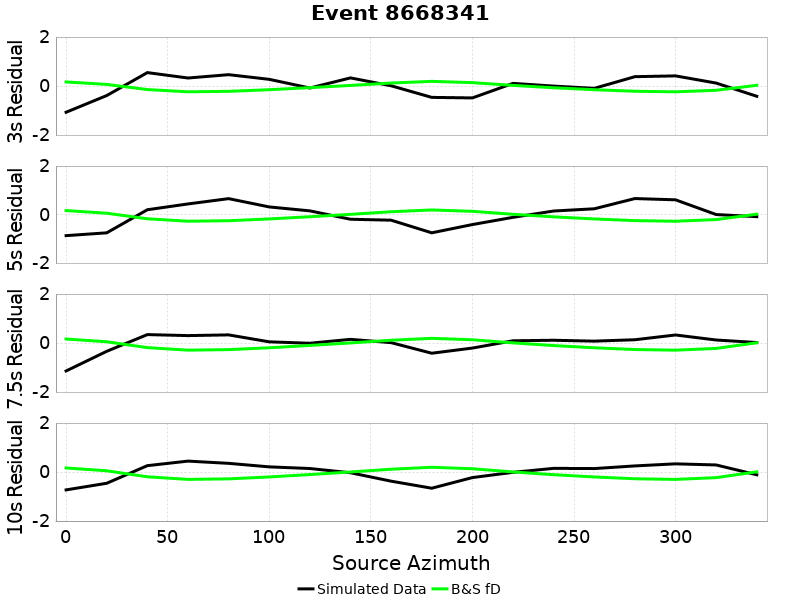 Event 8668341
3s Residual
2
0
-2
5s Residual
2
0
-2
7.5s Residual
2
0
-2
10s Residual
2
0
-2
0 50 100 150 200 250 300
Source Azimuth
Simulated Data B&S fD